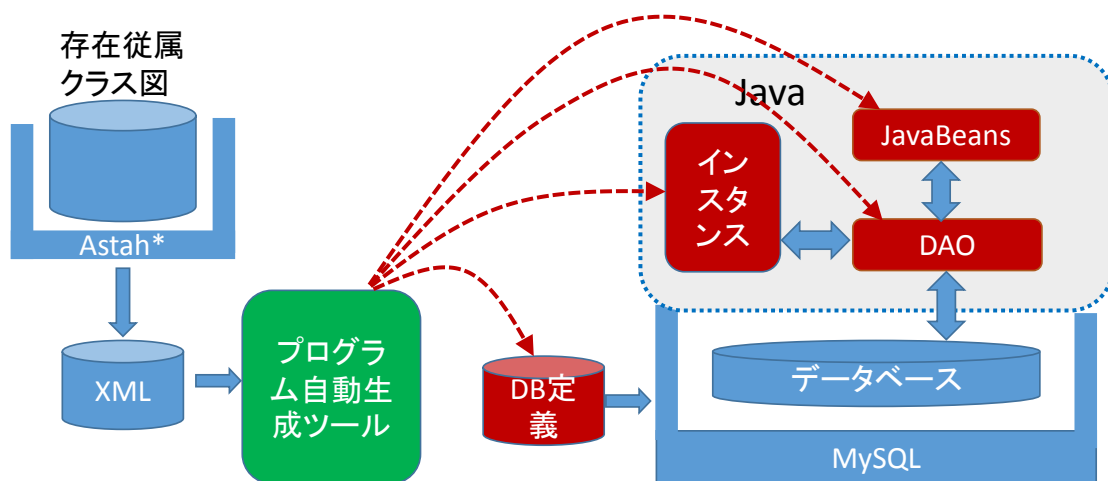 存在従属
クラス図
Astah*
XML
プログラ
ム自動生
成ツール
DB定
義
Java
JavaBeans
イン
スタ
ンス
DAO
データベース
MySQL